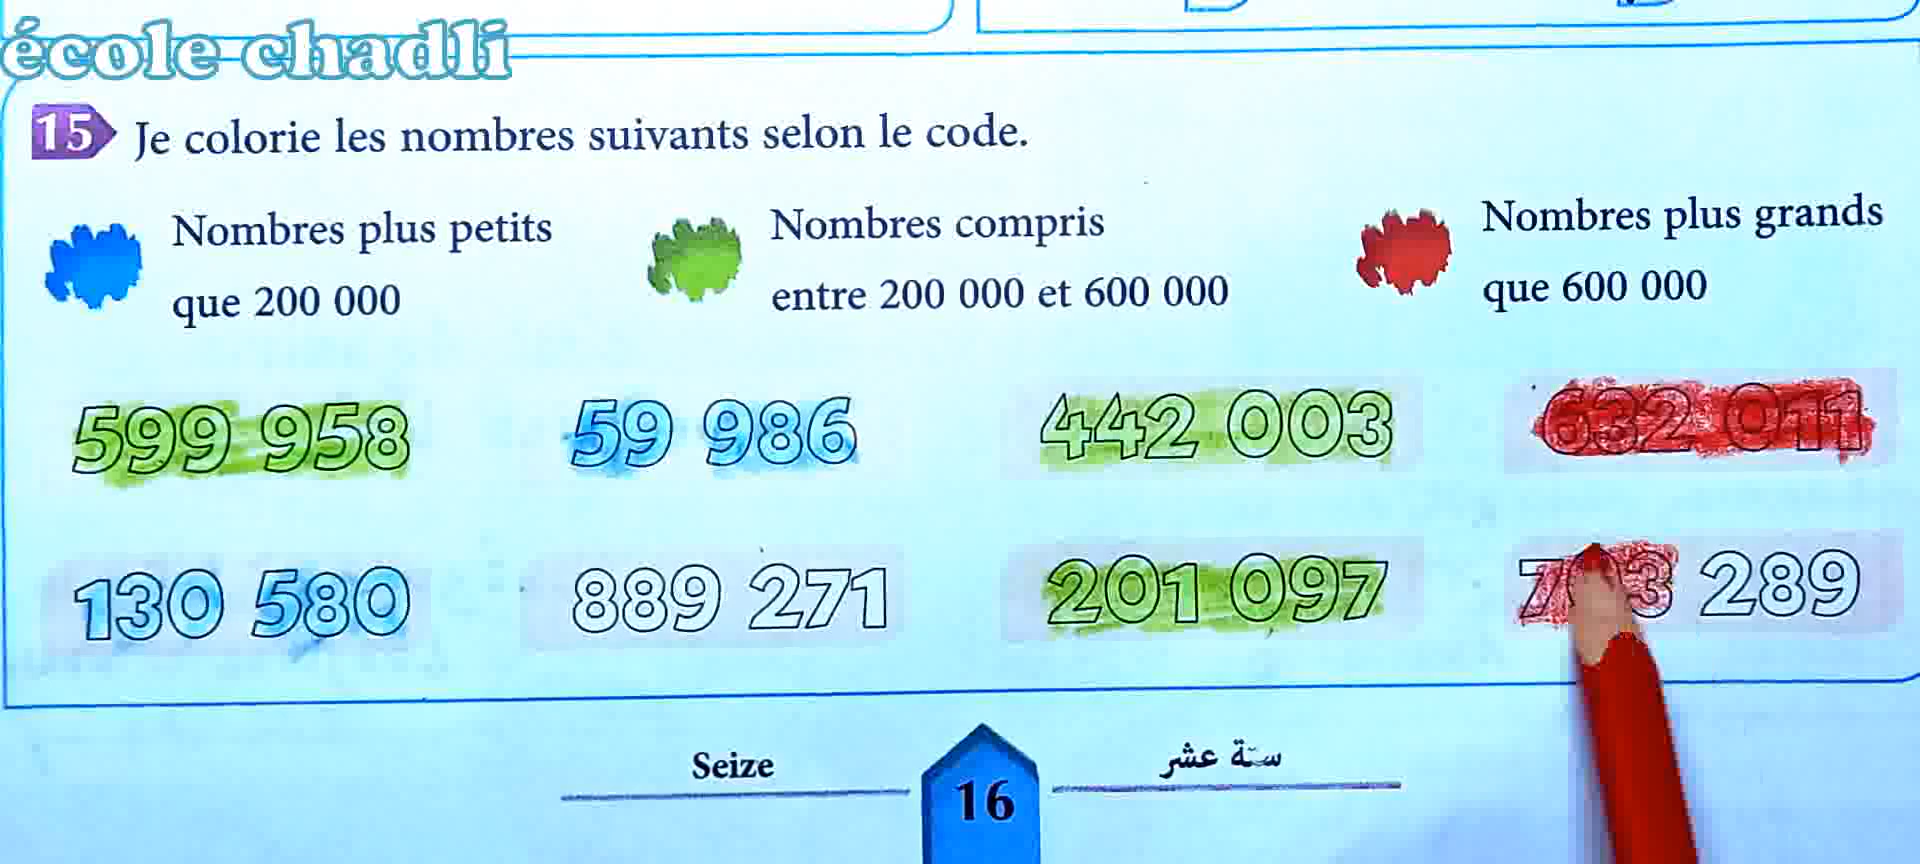 école chadli
15 Je colorie les nombres suivants selon le code.
Nombres plus petits
que 200 000
Nombres compris
entre 200 000 et 600 000
Nombres plus grands
que 600 000
599 958 59 986 442 003 632 011
130 580 889 271 201 097 703 289
Seize 16 ستة عشر